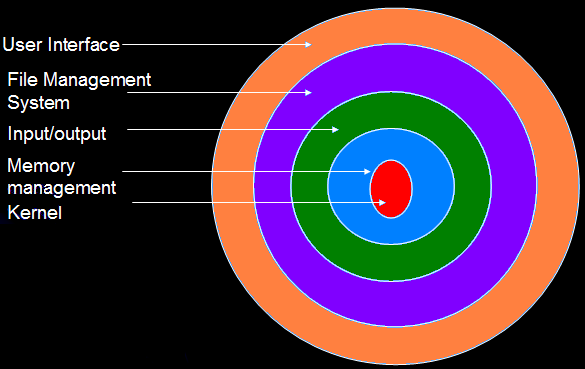 User Interface
File Management
System
Input/output
Memory
management
Kernel